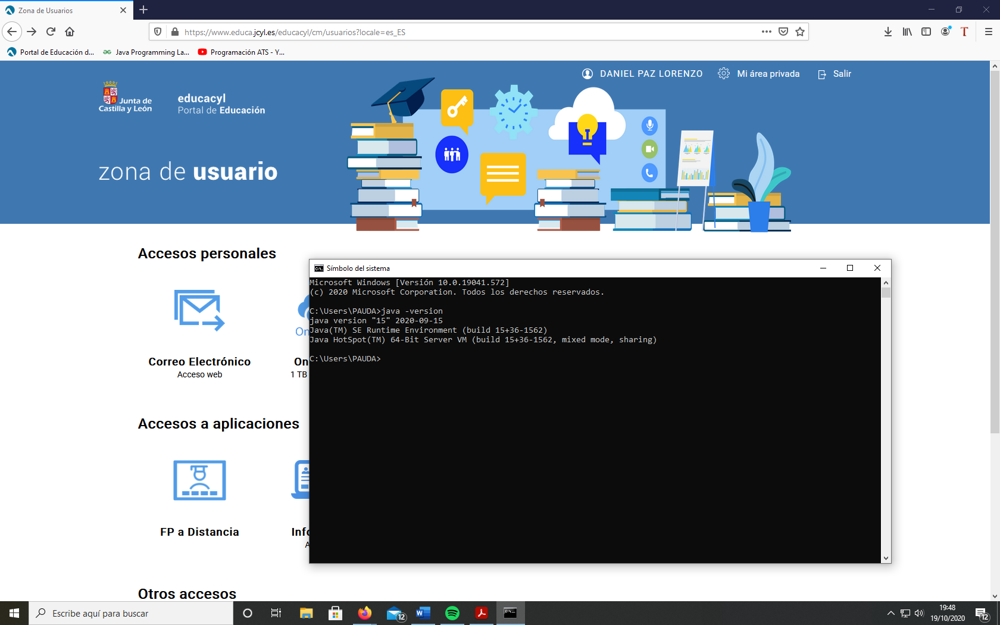 Zona de Usuarios
https://www.educa.jcyl.es/educacyl/cm/usuarios?locale=es_ES
Portal de Educación d...
Java Programming La...
Programación ATS - Y...
DANIEL PAZ LORENZO
Mi área privada
Salir
Junta de
Castilla y León
educacyl
Portal de Educación
zona de usuario
Accesos personales
Correo Electrónico
Acceso web
On
On
1 TB
Accesos a aplicaciones
FP a Distancia
Info
A
Otros accesos
Símbolo del sistema
Microsoft Windows [Versión 10.0.19041.572]
(c) 2020 Microsoft Corporation. Todos los derechos reservados.
C:\Users\PAUDA>java -version
java version "15" 2020-09-15
Java(TM) SE Runtime Environment (build 15+36-1562)
Java HotSpot(TM) 64-Bit Server VM (build 15+36-1562, mixed mode, sharing)
C:\Users\PAUDA>
Escribe aquí para buscar
12
19:48
19/10/2020
12